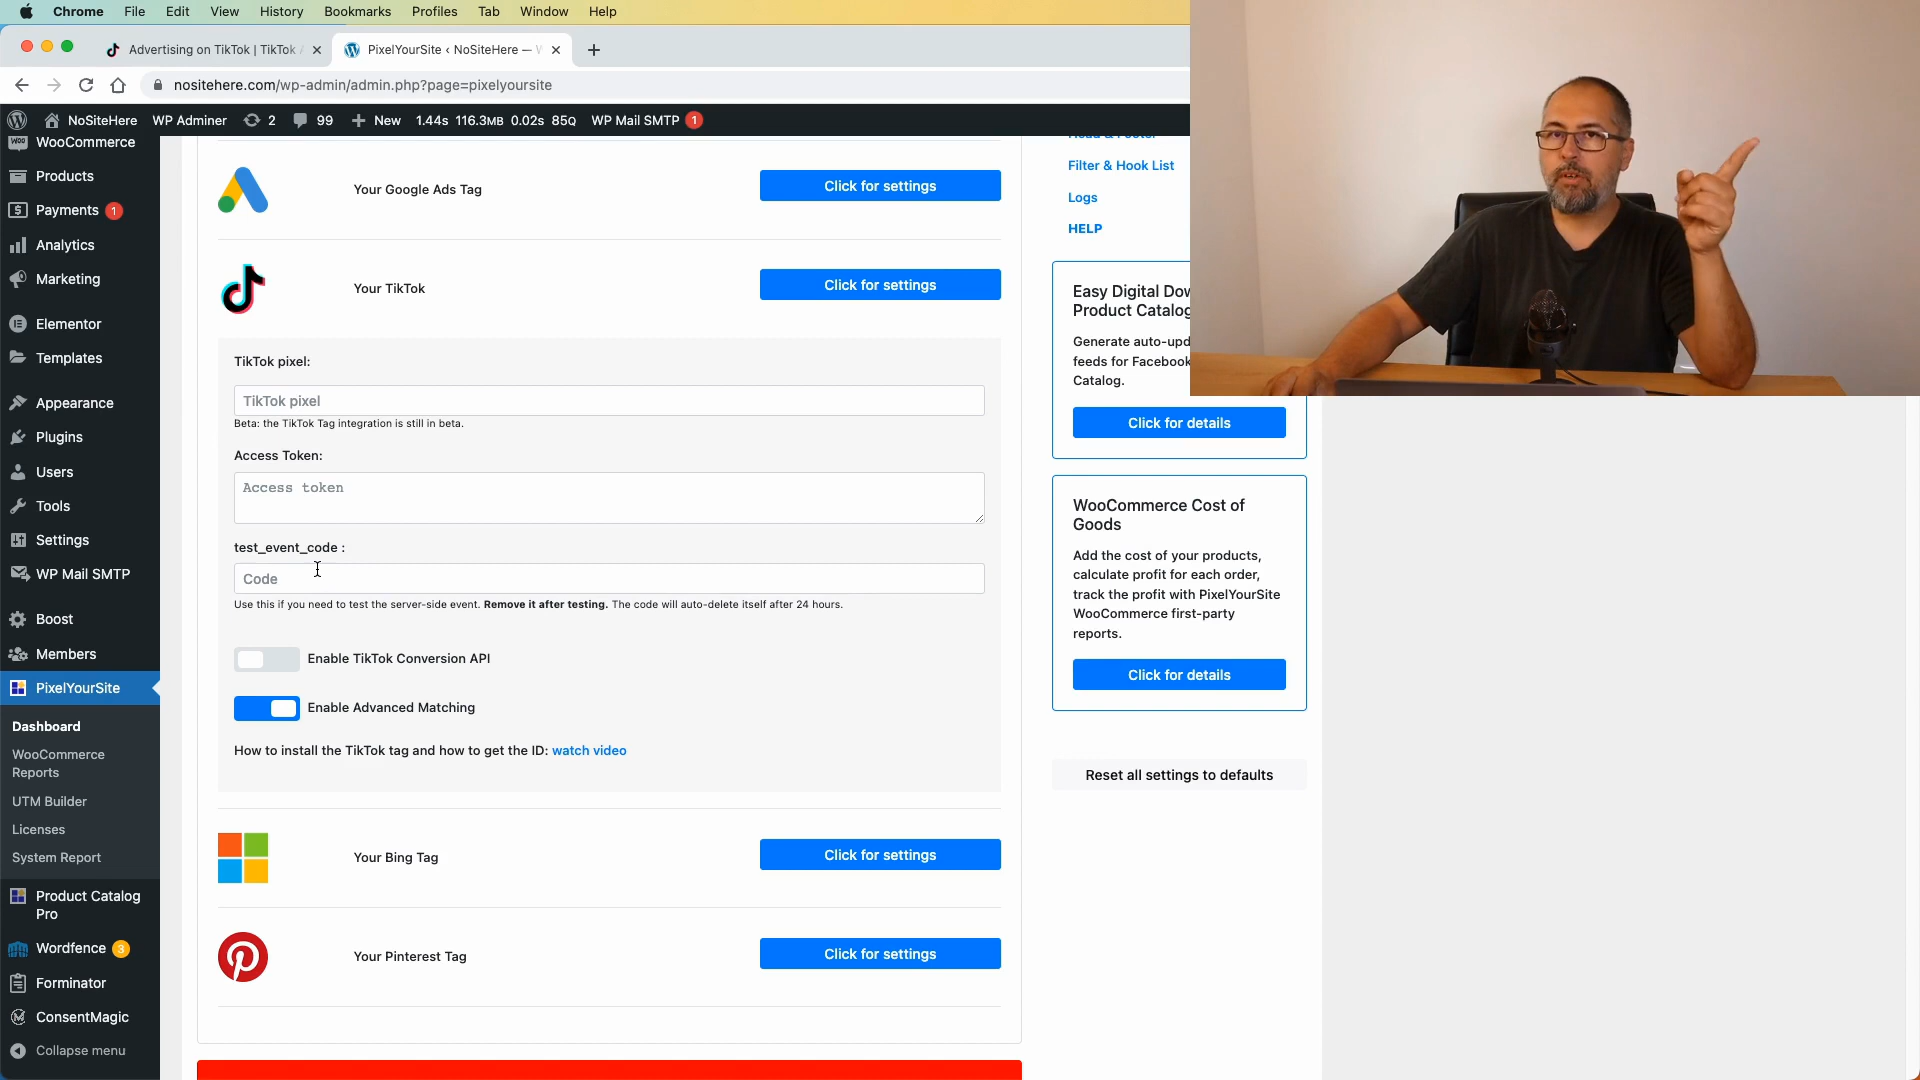 Chrome File Edit View History Bookmarks Profiles Tab Window Help
Advertising on TikTok | TikTok
PixelYourSite ‹ NoSiteHere —
nositehere.com/wp-admin/admin.php?page=pixelyoursite
NoSiteHere WP Adminer 2 99 New 1.44s 116.3MB 0.02s 85Q WP Mail SMTP 1
WooCommerce
Products
Payments 1
Analytics
Marketing
Elementor
Templates
Appearance
Plugins
Users
Tools
Settings
WP Mail SMTP
Boost
Members
PixelYourSite
Dashboard
WooCommerce
Reports
UTM Builder
Licenses
System Report
Product Catalog
Pro
Wordfence 3
Forminator
ConsentMagic
Collapse menu
Your Google Ads Tag
Click for settings
Your TikTok
Click for settings
TikTok pixel:
TikTok pixel
Beta: the TikTok Tag integration is still in beta.
Access Token:
Access token
test_event_code :
Code
Use this if you need to test the server-side event. Remove it after testing. The code will auto-delete itself after 24 hours.
Enable TikTok Conversion API
Enable Advanced Matching
How to install the TikTok tag and how to get the ID: watch video
Your Bing Tag
Click for settings
Your Pinterest Tag
Click for settings
Head & Footer
Filter & Hook List
Logs
HELP
Easy Digital Dow
Product Catalog
Generate auto-upd
feeds for Facebook
Catalog.
Click for details
WooCommerce Cost of
Goods
Add the cost of your products,
calculate profit for each order,
track the profit with PixelYourSite
WooCommerce first-party
reports.
Click for details
Reset all settings to defaults